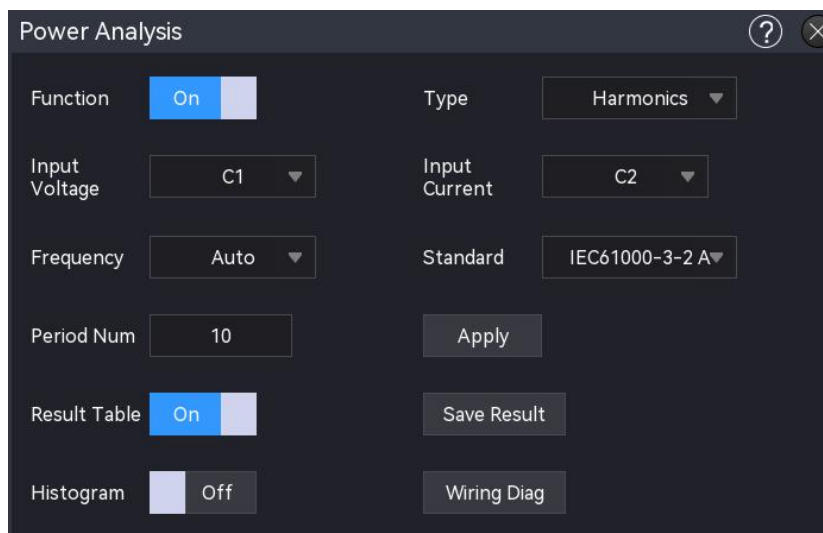 Power Analysis
?
Function On Type Harmonics
Input Voltage C1 Input Current C2
Frequency Auto Standard IEC61000-3-2 A
Period Num 10 Apply
Result Table On Save Result
Histogram Off Wiring Diag